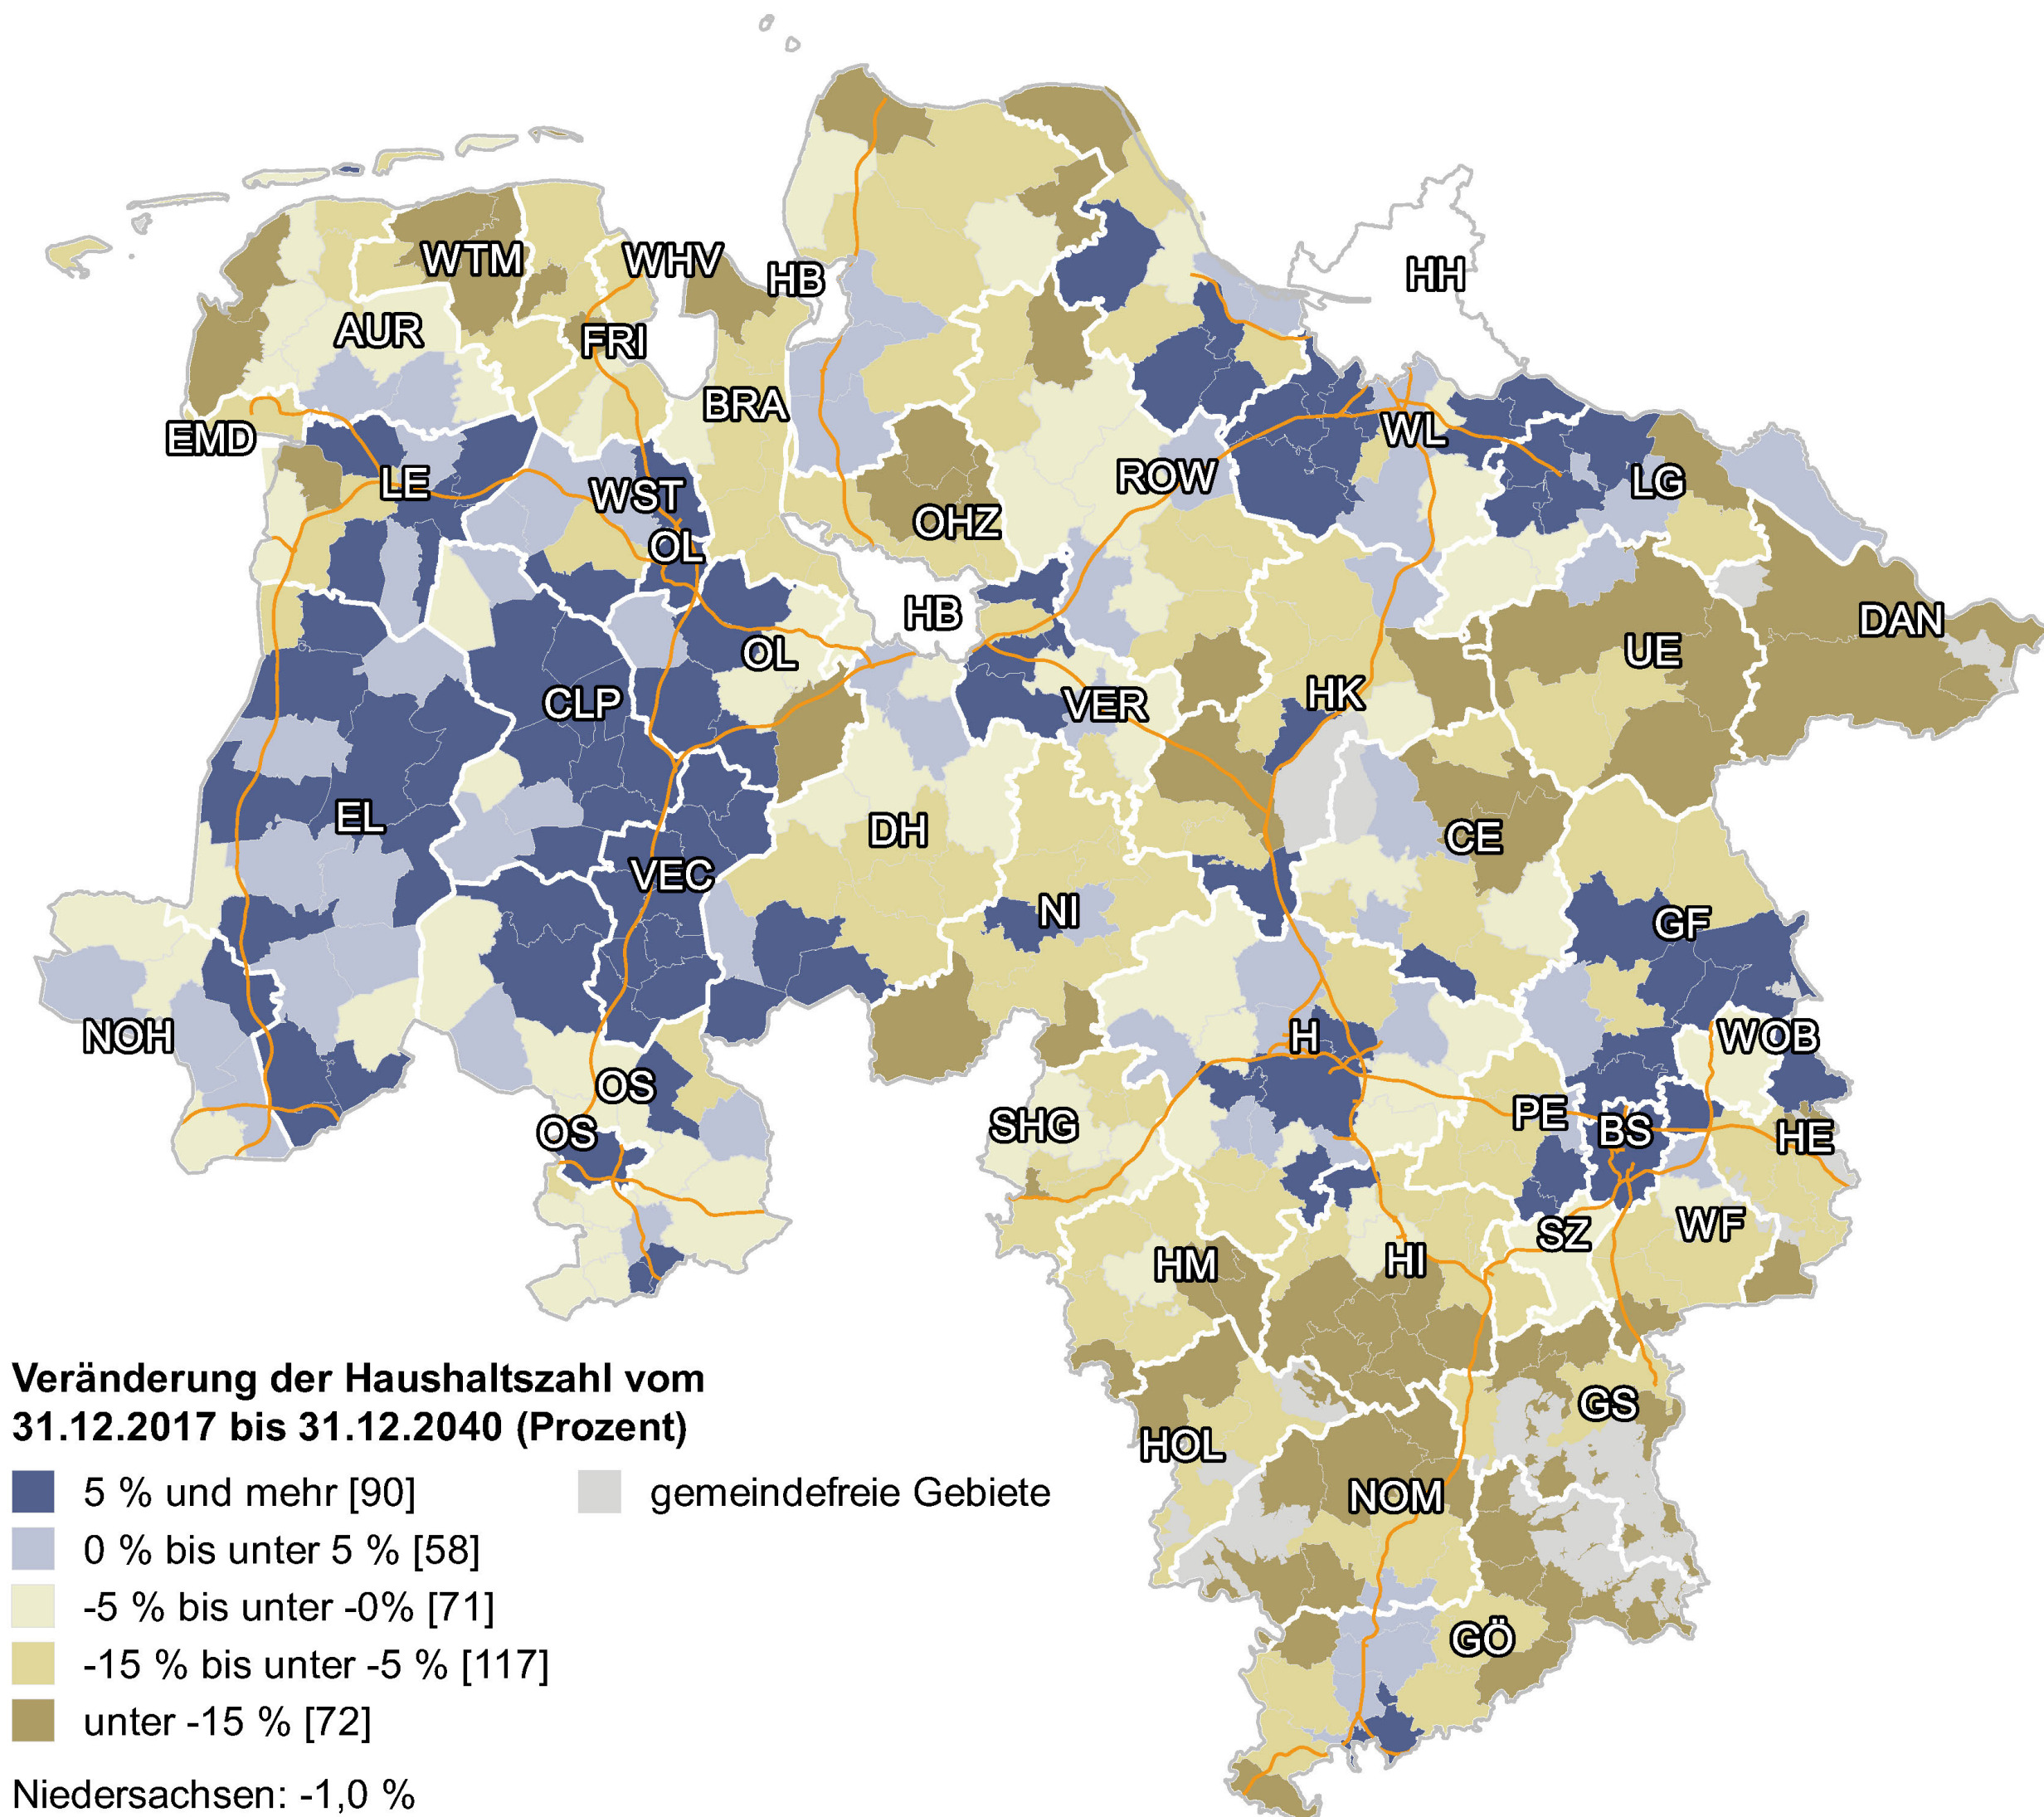 HH
WTM
WHV
HB
AUR
FRI
BRA
EMD
WL
LE
WST
ROW
LG
OHZ
OL
HB
DAN
OL
UE
CLP
VER
HK
EL
DH
CE
VEC
NI
GF
NOH
H
WOB
OS
SHG
PE
BS
OS
HE
SZ
WF
HM
HI
GS
HOL
NOM
GÖ
Veränderung der Haushaltszahl vom
31.12.2017 bis 31.12.2040 (Prozent)
5 % und mehr [90]
gemeindefreie Gebiete
0 % bis unter 5 % [58]
-5 % bis unter -0% [71]
-15 % bis unter -5 % [117]
unter -15 % [72]
Niedersachsen: -1,0 %